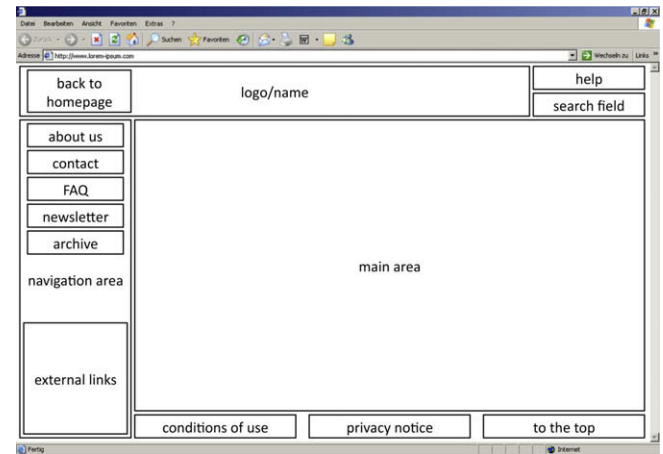 Datei Bearbeiten Ansicht Favoriten Extras ?
Zurück Suchen Favoriten
Adresse http://www.lorem-ipsum.com Wechseln zu Links »
back to
homepage
logo/name
help
search field
about us
contact
FAQ
newsletter
archive
navigation area
main area
external links
conditions of use
privacy notice
to the top
Fertig Internet